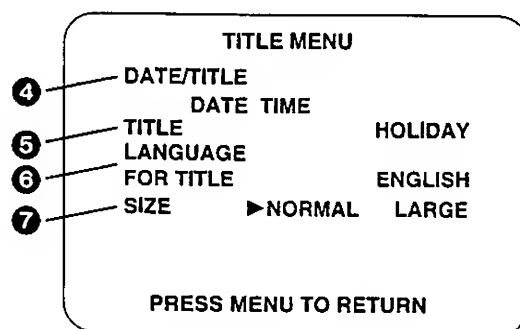 TITLE MENU
4 DATE/TITLE
DATE TIME
5 TITLE HOLIDAY
LANGUAGE
6 FOR TITLE ENGLISH
7 SIZE ▶NORMAL LARGE
PRESS MENU TO RETURN